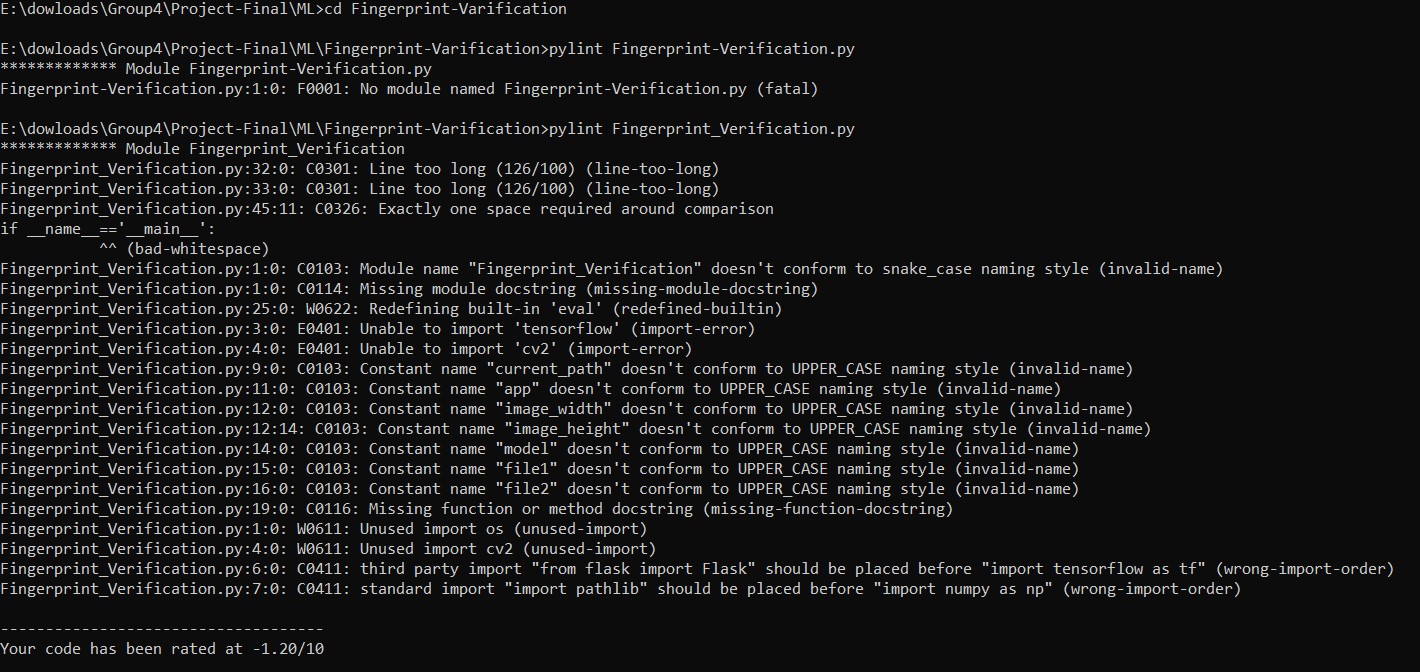 E:\dowloads\Group4\Project-Final\ML>cd Fingerprint-Varification
E:\dowloads\Group4\Project-Final\ML\Fingerprint-Varification>pylint Fingerprint-Verification.py
************* Module Fingerprint-Verification.py
Fingerprint-Verification.py:1:0: F0001: No module named Fingerprint-Verification.py (fatal)
E:\dowloads\Group4\Project-Final\ML\Fingerprint-Varification>pylint Fingerprint_Verification.py
************* Module Fingerprint_Verification
Fingerprint_Verification.py:32:0: C0301: Line too long (126/100) (line-too-long)
Fingerprint_Verification.py:33:0: C0301: Line too long (126/100) (line-too-long)
Fingerprint_Verification.py:45:11: C0326: Exactly one space required around comparison
if __name__=='__main__':
           ^^ (bad-whitespace)
Fingerprint_Verification.py:1:0: C0103: Module name "Fingerprint_Verification" doesn't conform to snake_case naming style (invalid-name)
Fingerprint_Verification.py:1:0: C0114: Missing module docstring (missing-module-docstring)
Fingerprint_Verification.py:25:0: W0622: Redefining built-in 'eval' (redefined-builtin)
Fingerprint_Verification.py:3:0: E0401: Unable to import 'tensorflow' (import-error)
Fingerprint_Verification.py:4:0: E0401: Unable to import 'cv2' (import-error)
Fingerprint_Verification.py:9:0: C0103: Constant name "current_path" doesn't conform to UPPER_CASE naming style (invalid-name)
Fingerprint_Verification.py:11:0: C0103: Constant name "app" doesn't conform to UPPER_CASE naming style (invalid-name)
Fingerprint_Verification.py:12:0: C0103: Constant name "image_width" doesn't conform to UPPER_CASE naming style (invalid-name)
Fingerprint_Verification.py:12:14: C0103: Constant name "image_height" doesn't conform to UPPER_CASE naming style (invalid-name)
Fingerprint_Verification.py:14:0: C0103: Constant name "model" doesn't conform to UPPER_CASE naming style (invalid-name)
Fingerprint_Verification.py:15:0: C0103: Constant name "file1" doesn't conform to UPPER_CASE naming style (invalid-name)
Fingerprint_Verification.py:16:0: C0103: Constant name "file2" doesn't conform to UPPER_CASE naming style (invalid-name)
Fingerprint_Verification.py:19:0: C0116: Missing function or method docstring (missing-function-docstring)
Fingerprint_Verification.py:1:0: W0611: Unused import os (unused-import)
Fingerprint_Verification.py:4:0: W0611: Unused import cv2 (unused-import)
Fingerprint_Verification.py:6:0: C0411: third party import "from flask import Flask" should be placed before "import tensorflow as tf" (wrong-import-order)
Fingerprint_Verification.py:7:0: C0411: standard import "import pathlib" should be placed before "import numpy as np" (wrong-import-order)
------------------------------------
Your code has been rated at -1.20/10